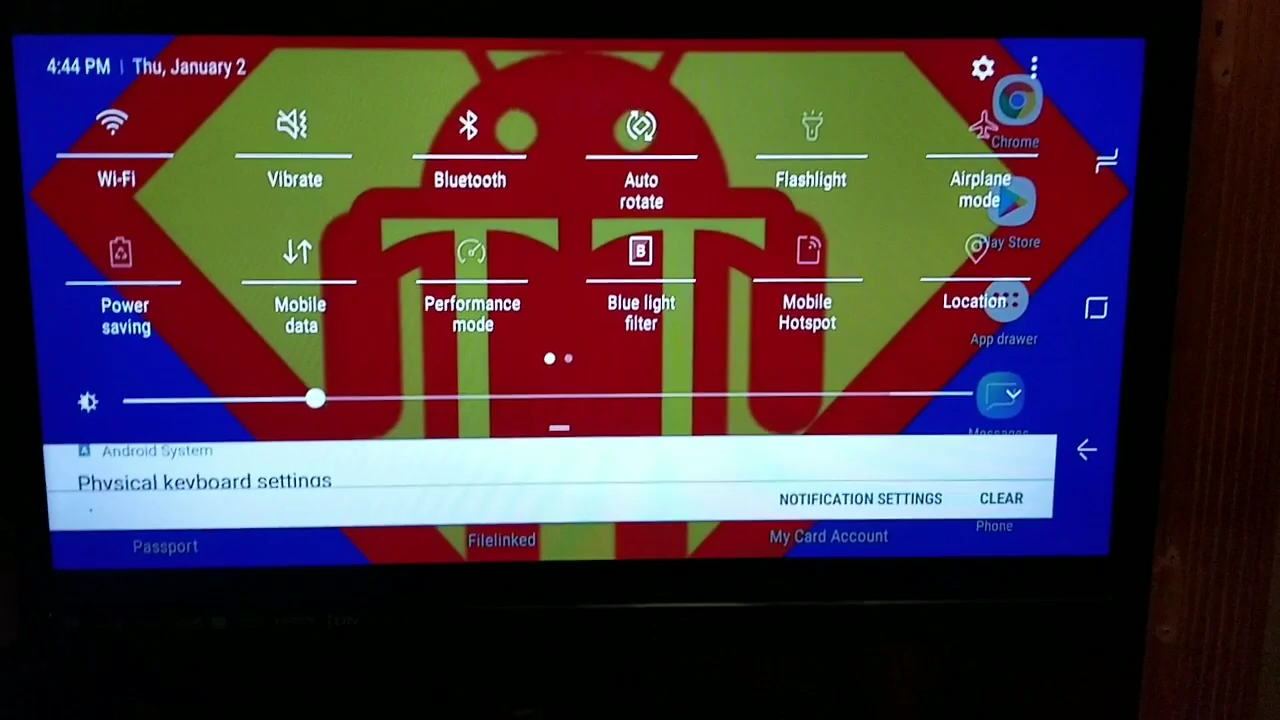 4:44 PM | Thu, January 2
Chrome
Wi-Fi
Vibrate
Bluetooth
Auto
rotate
Flashlight
Airplane
mode
Play Store
Power
saving
Mobile
data
Performance
mode
B
Blue light
filter
Mobile
Hotspot
Location
App drawer
Messages
Android System
Physical keyboard settings
NOTIFICATION SETTINGS
CLEAR
Passport
Filelinked
My Card Account
Phone